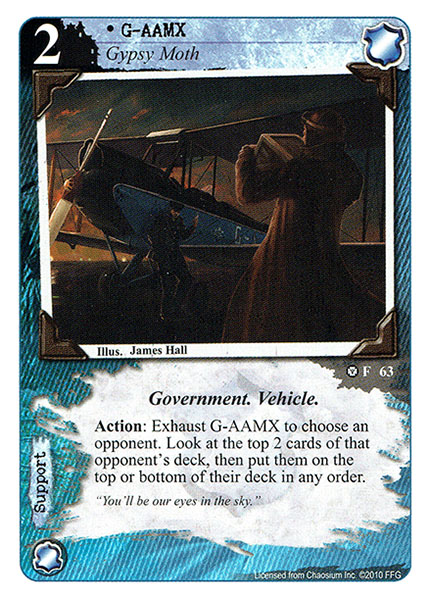 2
• G-AAMX
Gypsy Moth
Illus. James Hall
F 63
Government. Vehicle.
Action: Exhaust G-AAMX to choose an
opponent. Look at the top 2 cards of that
opponent's deck, then put them on the
top or bottom of their deck in any order.
"You'll be our eyes in the sky."
Support
Licensed from Chaosium Inc. ©2010 FFG